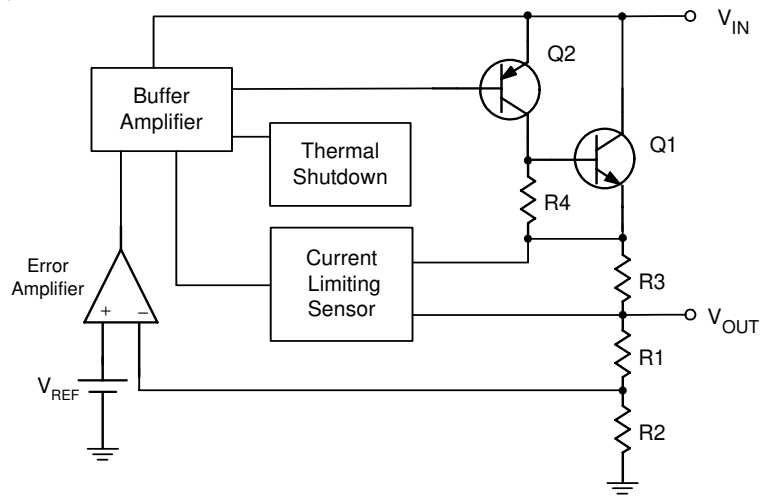 V_IN
Q2
Buffer
Amplifier
Q1
Thermal
Shutdown
R4
Error
Amplifier
Current
Limiting
Sensor
R3
+
−
V_OUT
R1
V_REF
R2